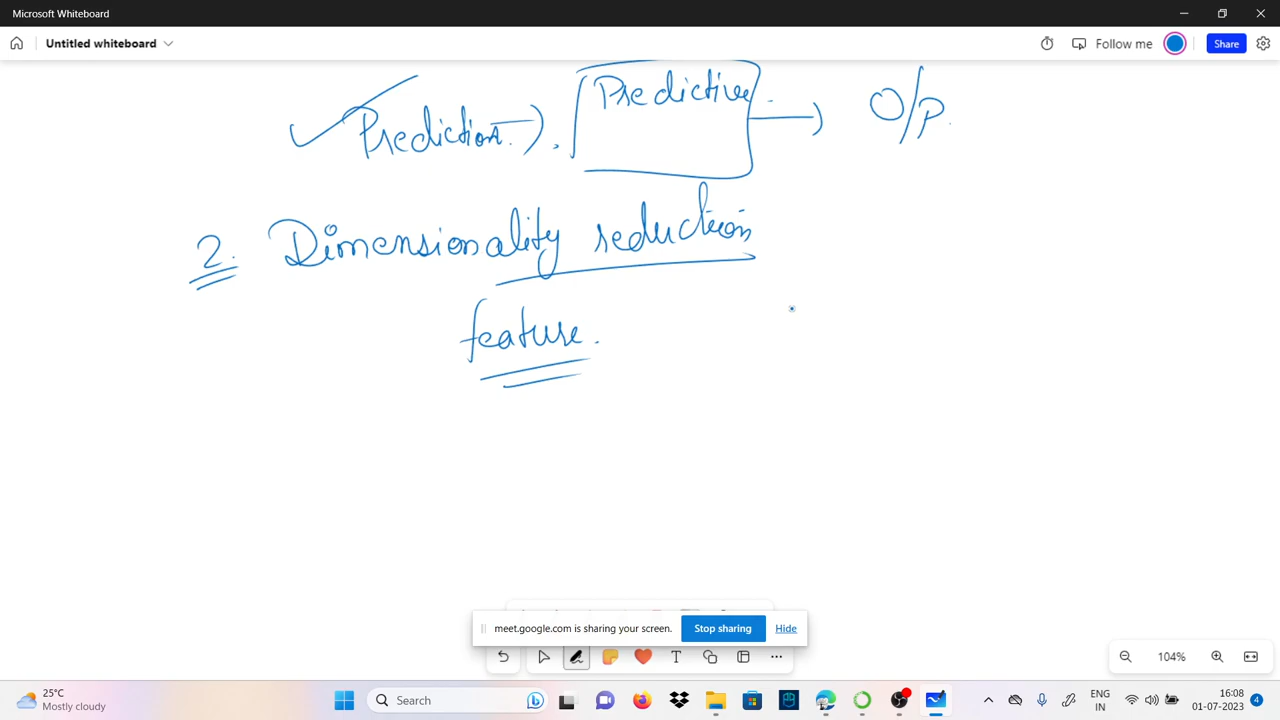 Microsoft Whiteboard
Untitled whiteboard
Follow me
Share
Predictive
Prediction
O/P.
2. Dimensionality reduction
feature.
meet.google.com is sharing your screen.
Stop sharing
Hide
104%
25°C
Mostly cloudy
Search
ENG
IN
16:08
01-07-2023
4